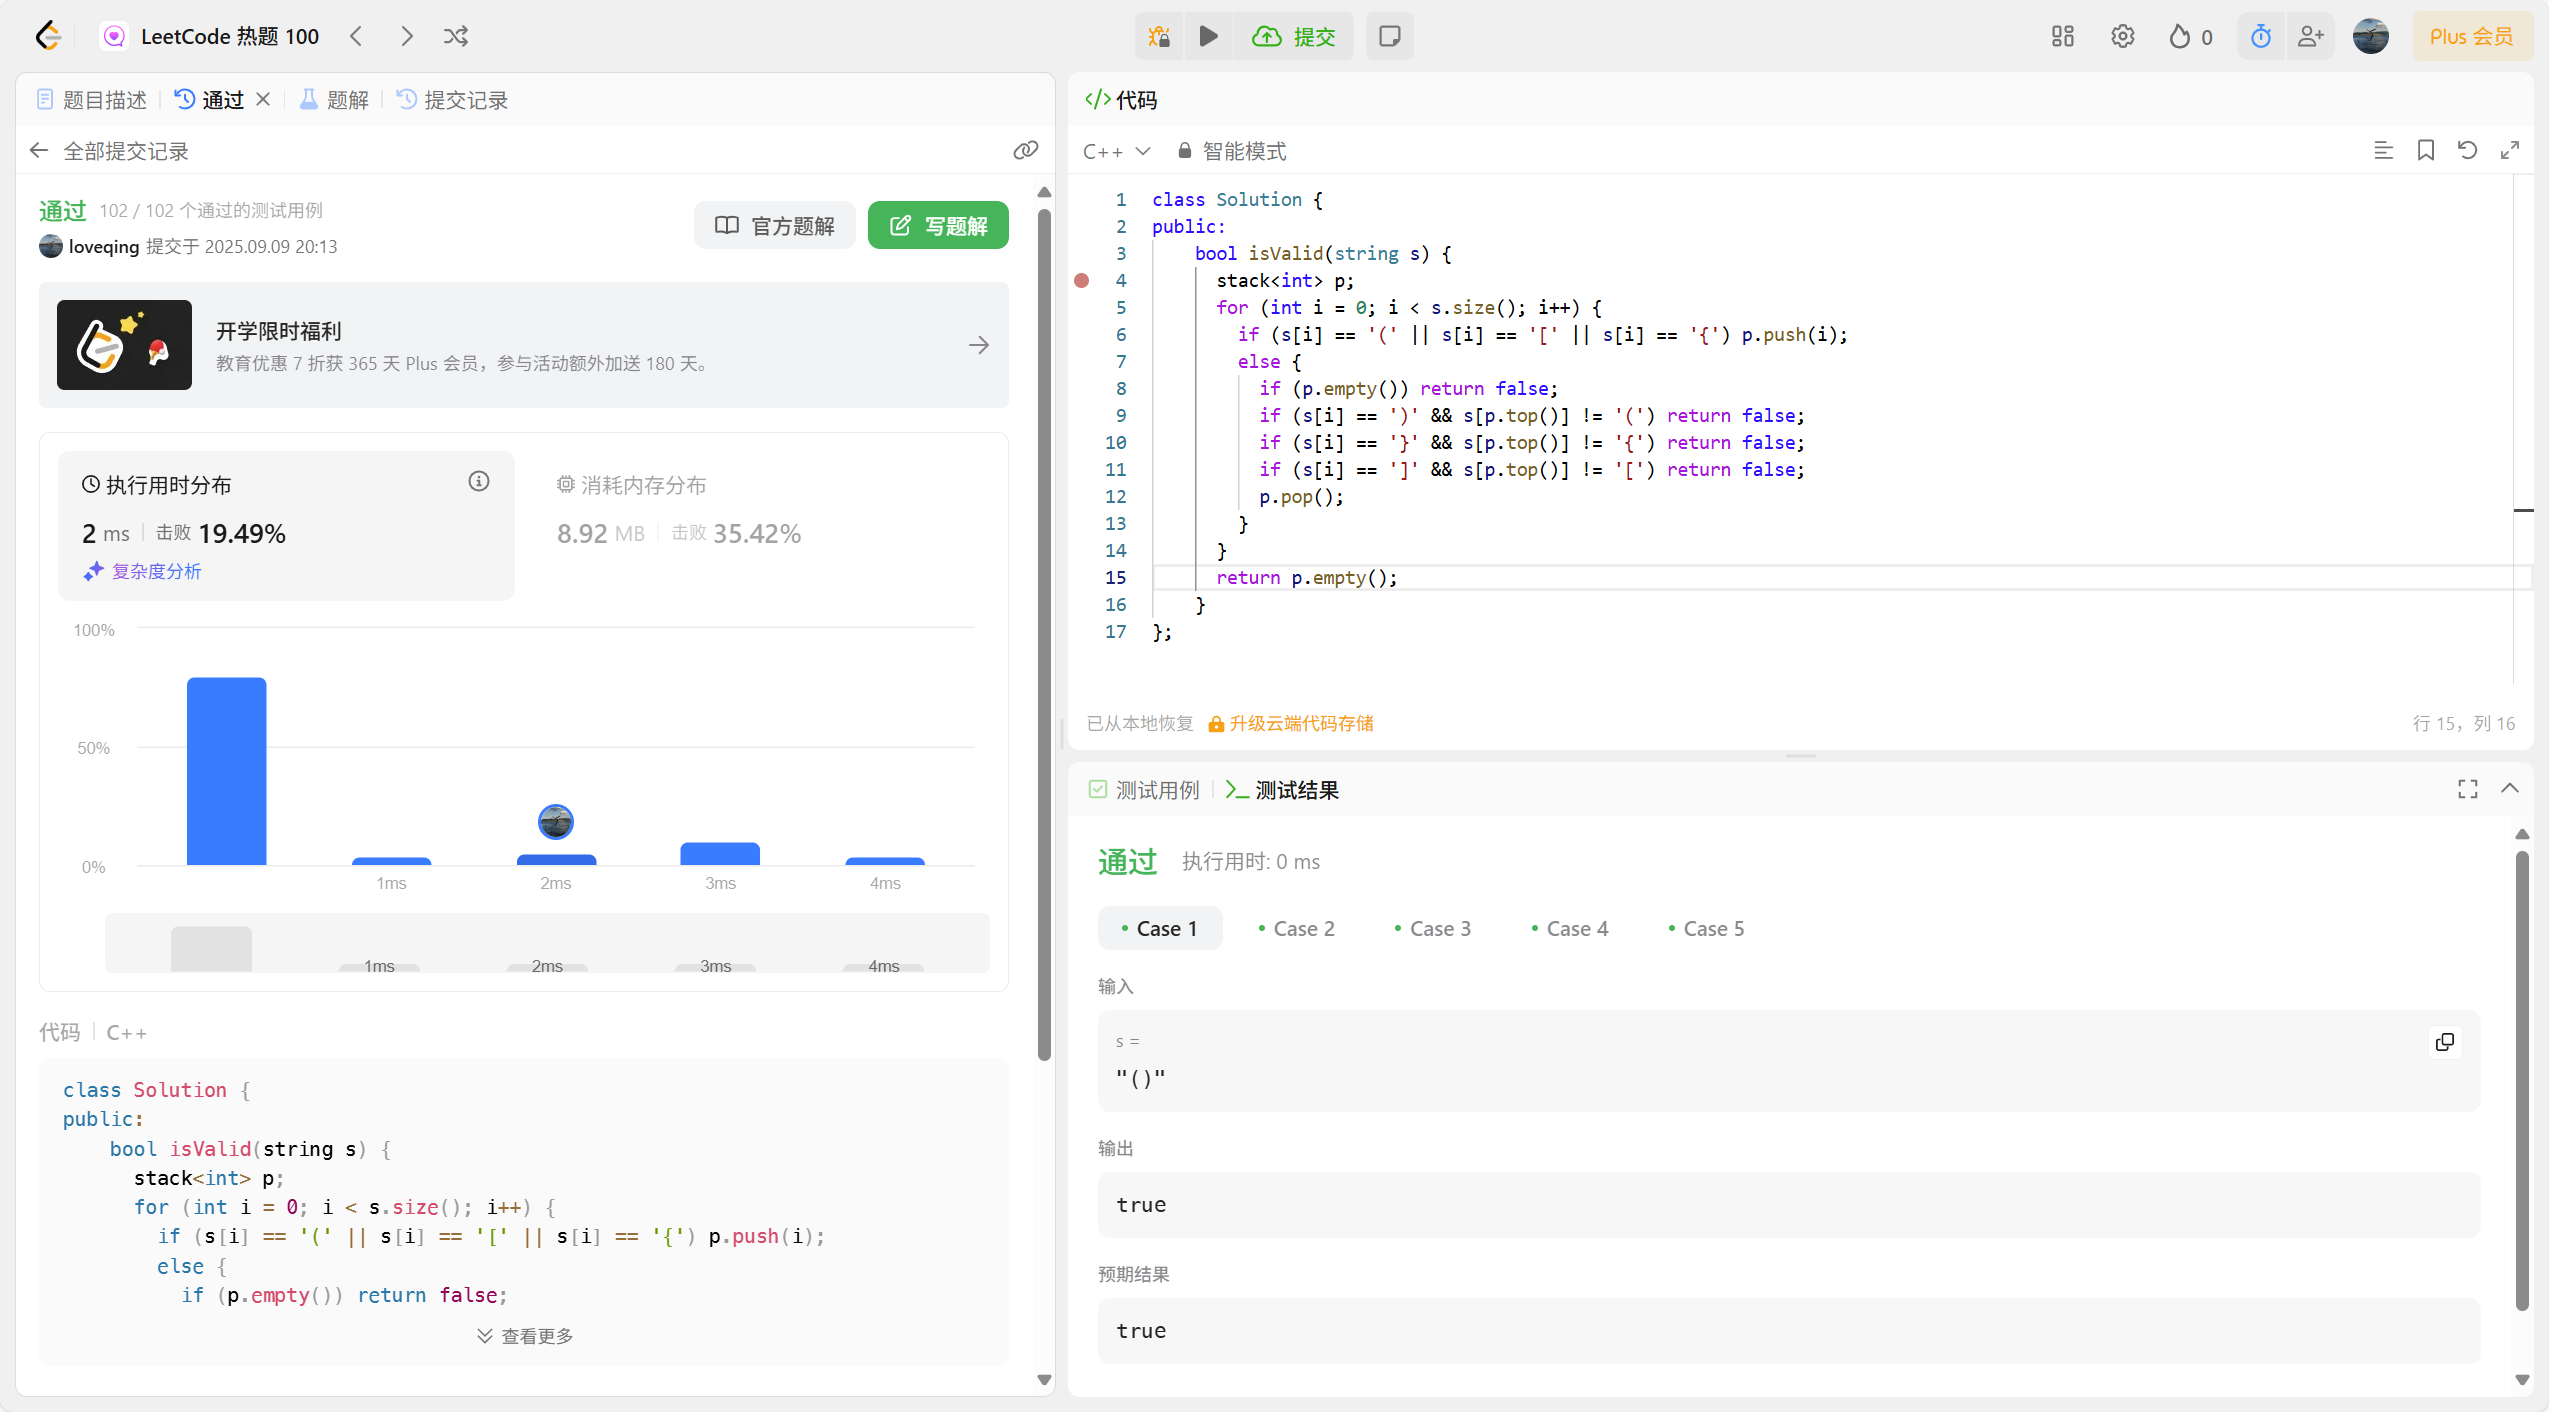 LeetCode 热题 100
提交
0
Plus 会员
题目描述
通过
题解
提交记录
全部提交记录
通过 102 / 102 个通过的测试用例
loveqing 提交于 2025.09.09 20:13
官方题解
写题解
开学限时福利
教育优惠 7 折获 365 天 Plus 会员，参与活动额外加送 180 天。
执行用时分布
2 ms 击败 19.49%
复杂度分析
消耗内存分布
8.92 MB 击败 35.42%
100%
50%
0%
1ms 2ms 3ms 4ms
1ms 2ms 3ms 4ms
代码 C++
class Solution {
public:
    bool isValid(string s) {
      stack<int> p;
      for (int i = 0; i < s.size(); i++) {
        if (s[i] == '(' || s[i] == '[' || s[i] == '{') p.push(i);
        else {
          if (p.empty()) return false;
查看更多
代码
C++ 智能模式
1 class Solution {
2 public:
3     bool isValid(string s) {
4       stack<int> p;
5       for (int i = 0; i < s.size(); i++) {
6         if (s[i] == '(' || s[i] == '[' || s[i] == '{') p.push(i);
7         else {
8           if (p.empty()) return false;
9           if (s[i] == ')' && s[p.top()] != '(') return false;
10           if (s[i] == '}' && s[p.top()] != '{') return false;
11           if (s[i] == ']' && s[p.top()] != '[') return false;
12           p.pop();
13         }
14       }
15       return p.empty();
16     }
17 };
已从本地恢复 升级云端代码存储
行 15，列 16
测试用例
测试结果
通过 执行用时: 0 ms
Case 1 Case 2 Case 3 Case 4 Case 5
输入
s =
"()"
输出
true
预期结果
true